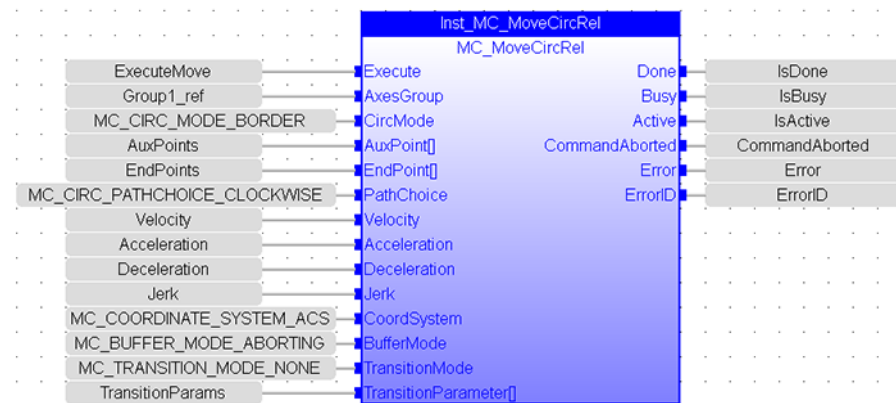 Inst_MC_MoveCircRel
MC_MoveCircRel
ExecuteMove Execute Done IsDone
Group1_ref AxesGroup Busy IsBusy
MC_CIRC_MODE_BORDER CircMode Active IsActive
AuxPoints AuxPoint[] CommandAborted CommandAborted
EndPoints EndPoint[] Error Error
MC_CIRC_PATHCHOICE_CLOCKWISE PathChoice ErrorID ErrorID
Velocity Velocity
Acceleration Acceleration
Deceleration Deceleration
Jerk Jerk
MC_COORDINATE_SYSTEM_ACS CoordSystem
MC_BUFFER_MODE_ABORTING BufferMode
MC_TRANSITION_MODE_NONE TransitionMode
TransitionParams TransitionParameter[]